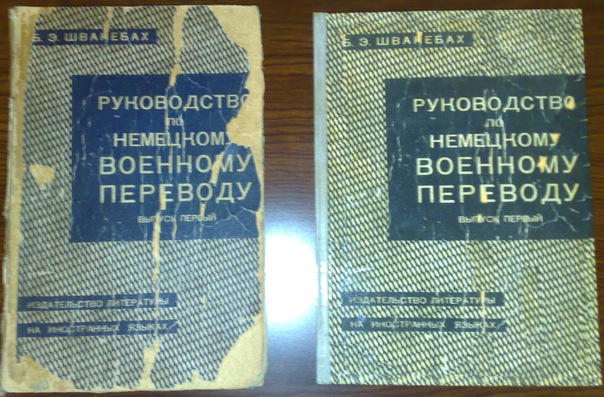 Б. Э. ШВАНЕБАХ
РУКОВОДСТВО
ПО
НЕМЕЦКОМУ
ВОЕННОМУ
ПЕРЕВОДУ
ВЫПУСК ПЕРВЫЙ
ИЗДАТЕЛЬСТВО ЛИТЕРАТУРЫ
НА ИНОСТРАННЫХ ЯЗЫКАХ
Б. Э. ШВАНЕБАХ
РУКОВОДСТВО
ПО
НЕМЕЦКОМУ
ВОЕННОМУ
ПЕРЕВОДУ
ВЫПУСК ПЕРВЫЙ
ИЗДАТЕЛЬСТВО ЛИТЕРАТУРЫ
НА ИНОСТРАННЫХ ЯЗЫКАХ